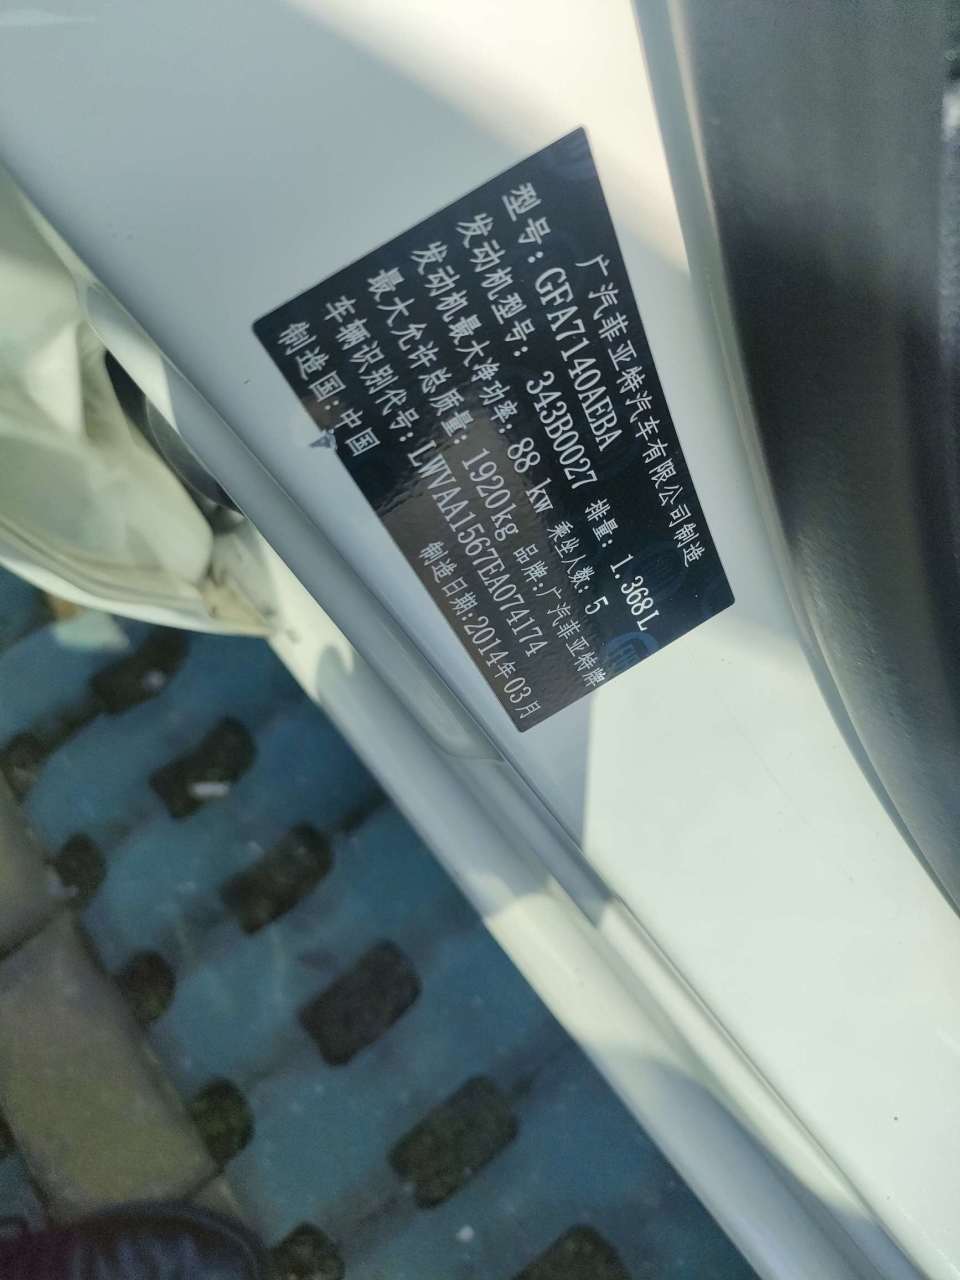 广汽菲亚特汽车有限公司制造
型号：GFA7140AEBA
发动机型号：343B0027 排量：1.368L
发动机最大净功率：88 kw 乘坐人数：5
最大允许总质量：1920kg 品牌：广汽菲亚特牌
车辆识别代号：LWVAA1567EA074174
制造国：中国 制造日期：2014年03月